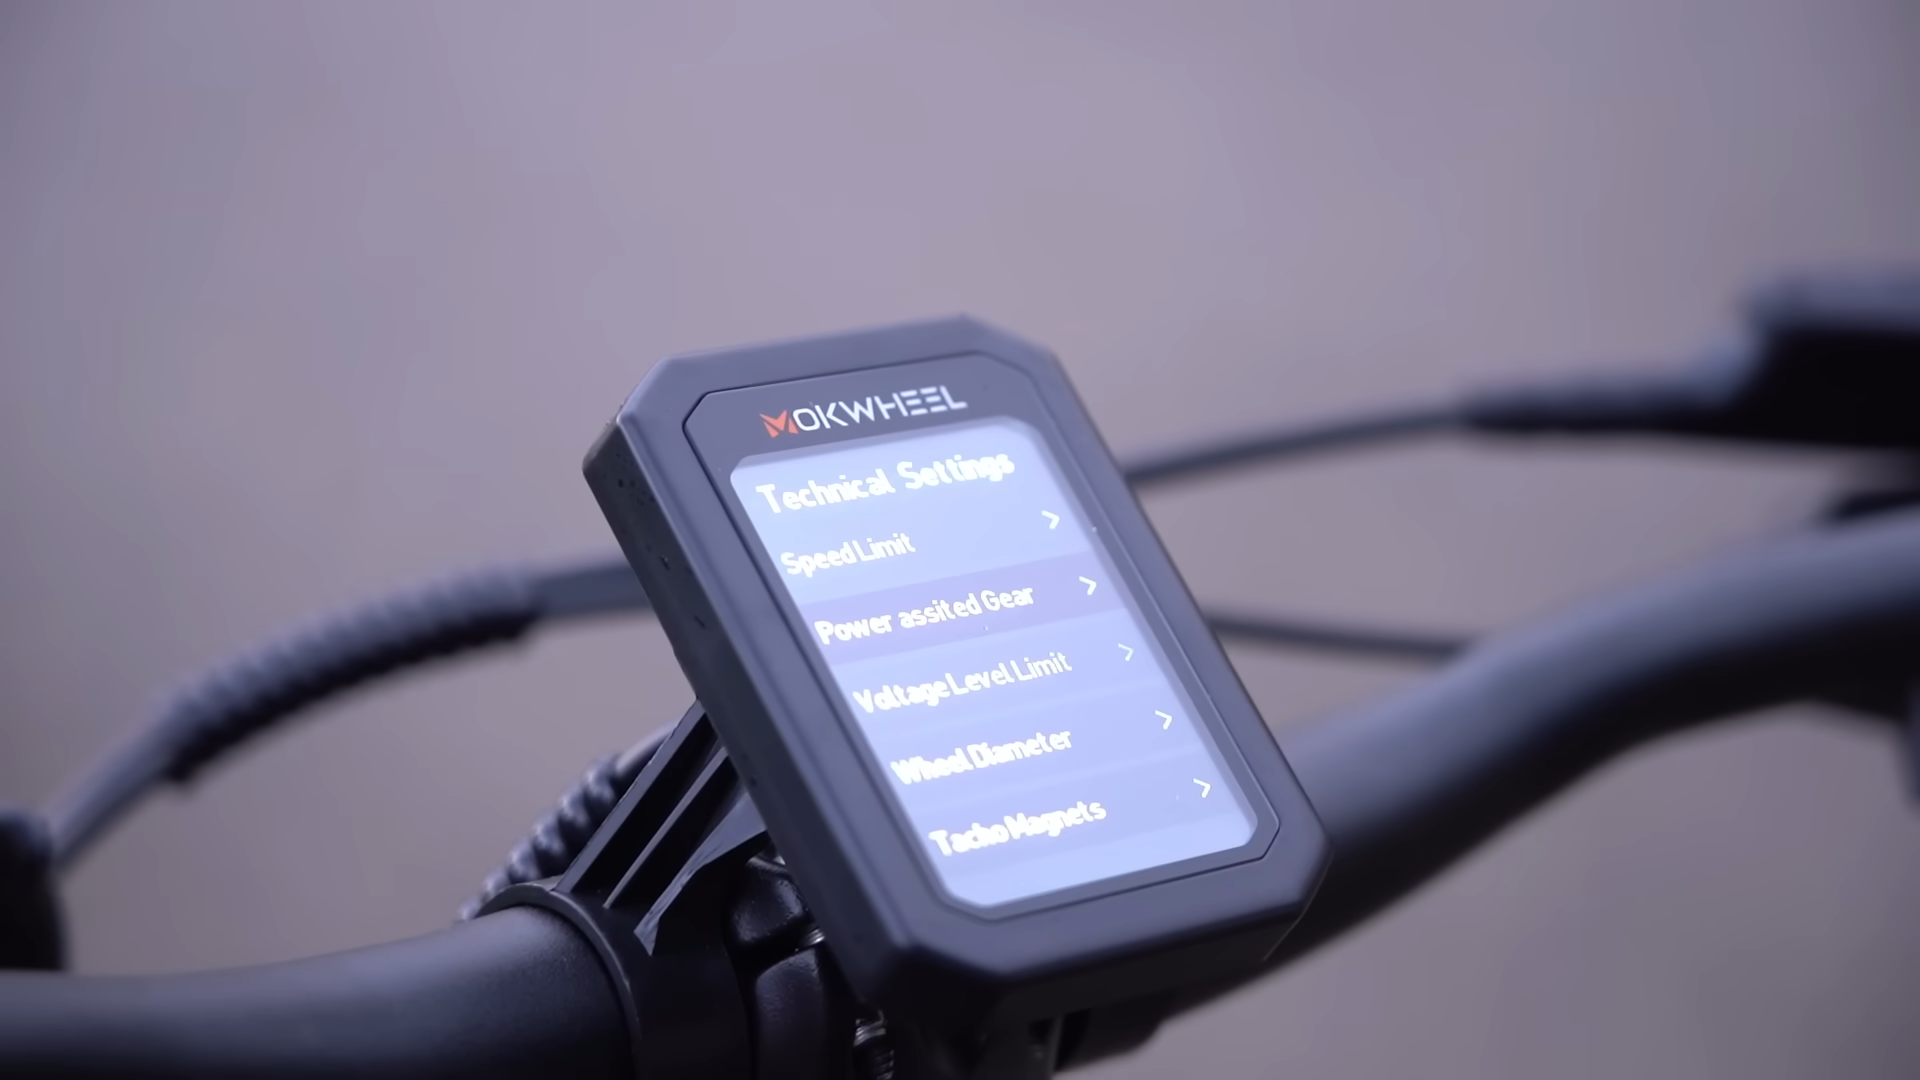 MOKWHEEL
Technical Settings
Speed Limit >
Power assited Gear >
Voltage Level Limit >
Wheel Diameter >
Tacho Magnets >